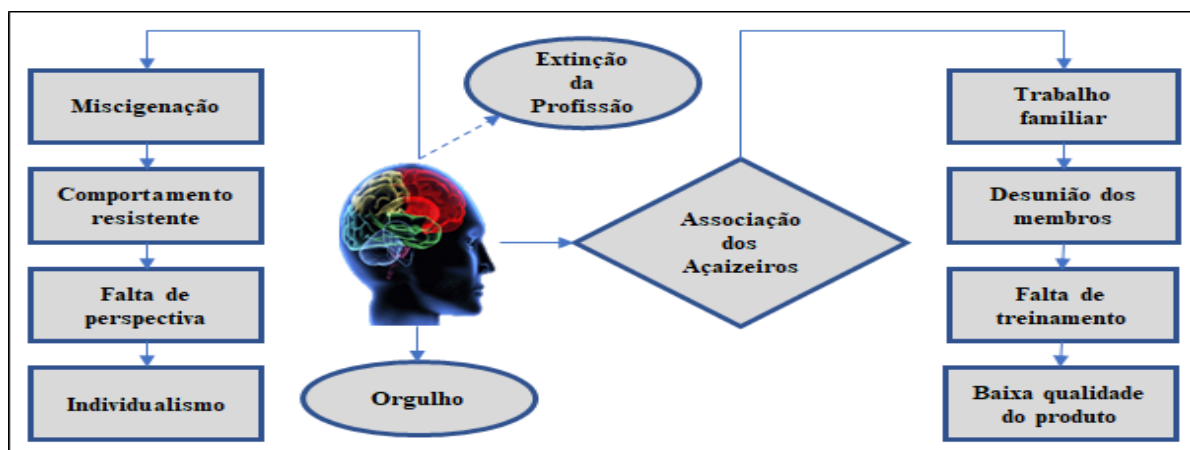 Miscigenação
Comportamento
resistente
Falta de
perspectiva
Individualismo
Extinção
da
Profissão
Orgulho
Associação
dos
Açaizeiros
Trabalho
familiar
Desunião dos
membros
Falta de
treinamento
Baixa qualidade
do produto